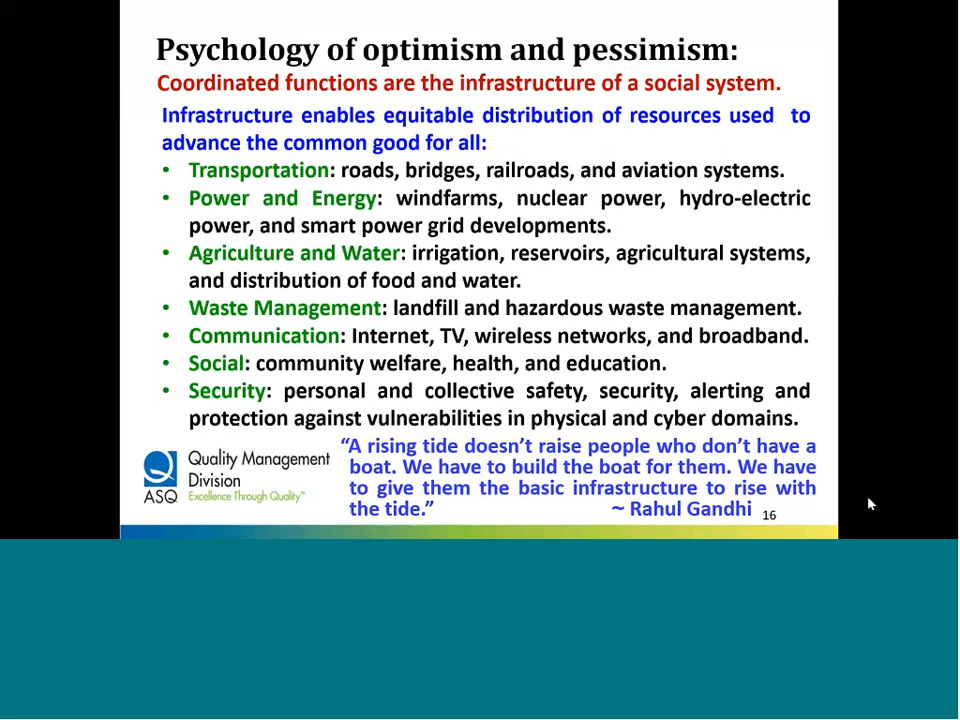 Psychology of optimism and pessimism:
Coordinated functions are the infrastructure of a social system.
Infrastructure enables equitable distribution of resources used to
advance the common good for all:
• Transportation: roads, bridges, railroads, and aviation systems.
• Power and Energy: windfarms, nuclear power, hydro-electric
power, and smart power grid developments.
• Agriculture and Water: irrigation, reservoirs, agricultural systems,
and distribution of food and water.
• Waste Management: landfill and hazardous waste management.
• Communication: Internet, TV, wireless networks, and broadband.
• Social: community welfare, health, and education.
• Security: personal and collective safety, security, alerting and
protection against vulnerabilities in physical and cyber domains.
“A rising tide doesn’t raise people who don’t have a
boat. We have to build the boat for them. We have
to give them the basic infrastructure to rise with
the tide.” ~ Rahul Gandhi
Quality Management
Division
Excellence Through Quality™
ASQ
16